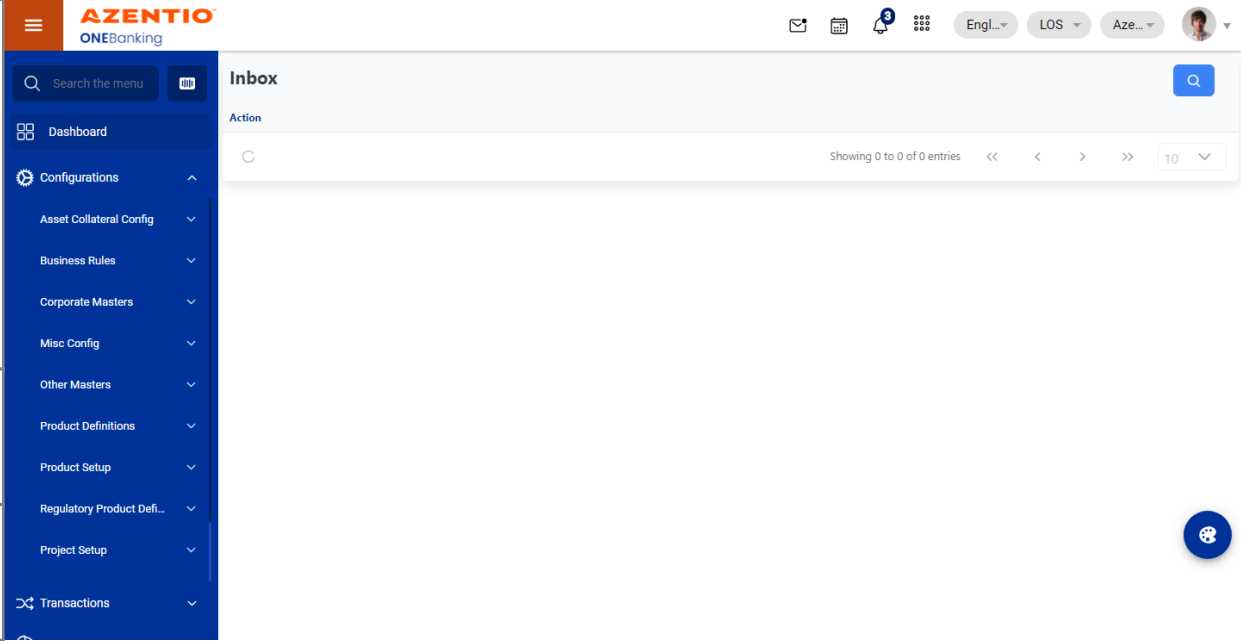 AZENTIO™
ONEBanking
3
Engl...
LOS
Aze...
Search the menu
Dashboard
Configurations
Asset Collateral Config
Business Rules
Corporate Masters
Misc Config
Other Masters
Product Definitions
Product Setup
Regulatory Product Defi...
Project Setup
Transactions
Inbox
Action
Showing 0 to 0 of 0 entries
10